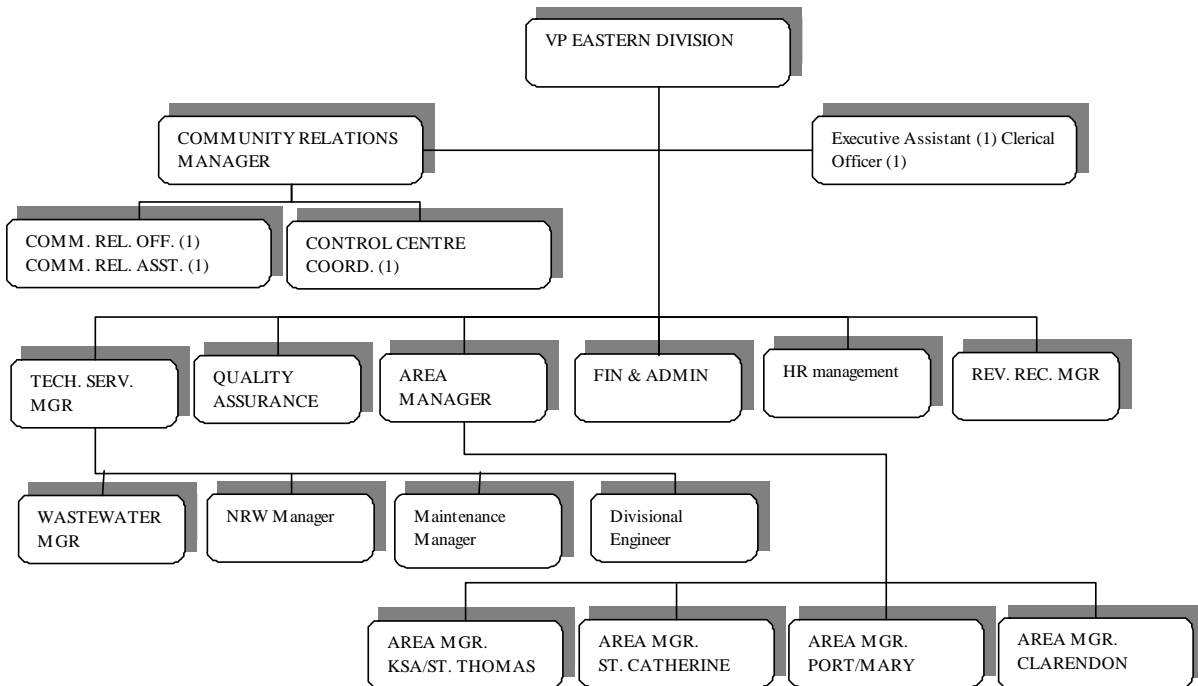 VP EASTERN DIVISION
COMMUNITY RELATIONS
MANAGER
Executive Assistant (1) Clerical
Officer (1)
COMM. REL. OFF. (1)
COMM. REL. ASST. (1)
CONTROL CENTRE
COORD. (1)
TECH. SERV.
MGR
QUALITY
ASSURANCE
AREA
MANAGER
FIN & ADMIN
HR management
REV. REC. MGR
WASTEWATER
MGR
NRW Manager
Maintenance
Manager
Divisional
Engineer
AREA MGR.
KSA/ST. THOMAS
AREA MGR.
ST. CATHERINE
AREA MGR.
PORT/MARY
AREA MGR.
CLARENDON